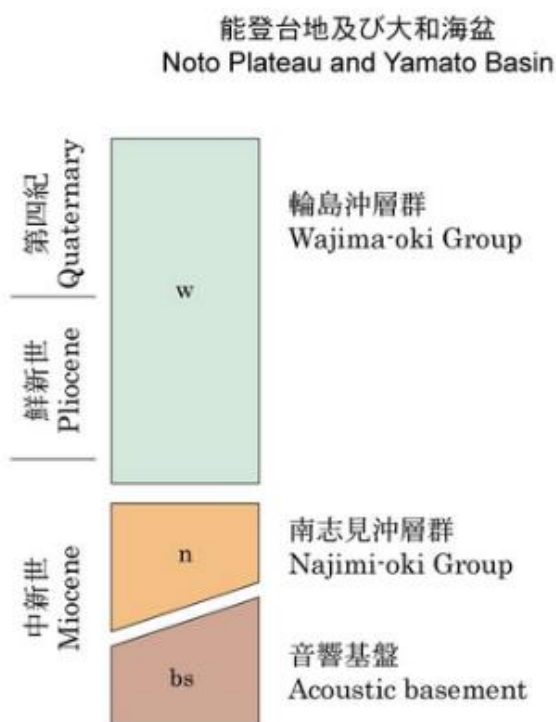 能登台地及び大和海盆
Noto Plateau and Yamato Basin
第四紀
Quaternary
鮮新世
Pliocene
中新世
Miocene
w
輪島沖層群
Wajima-oki Group
n
南志見沖層群
Najimi-oki Group
bs
音響基盤
Acoustic basement